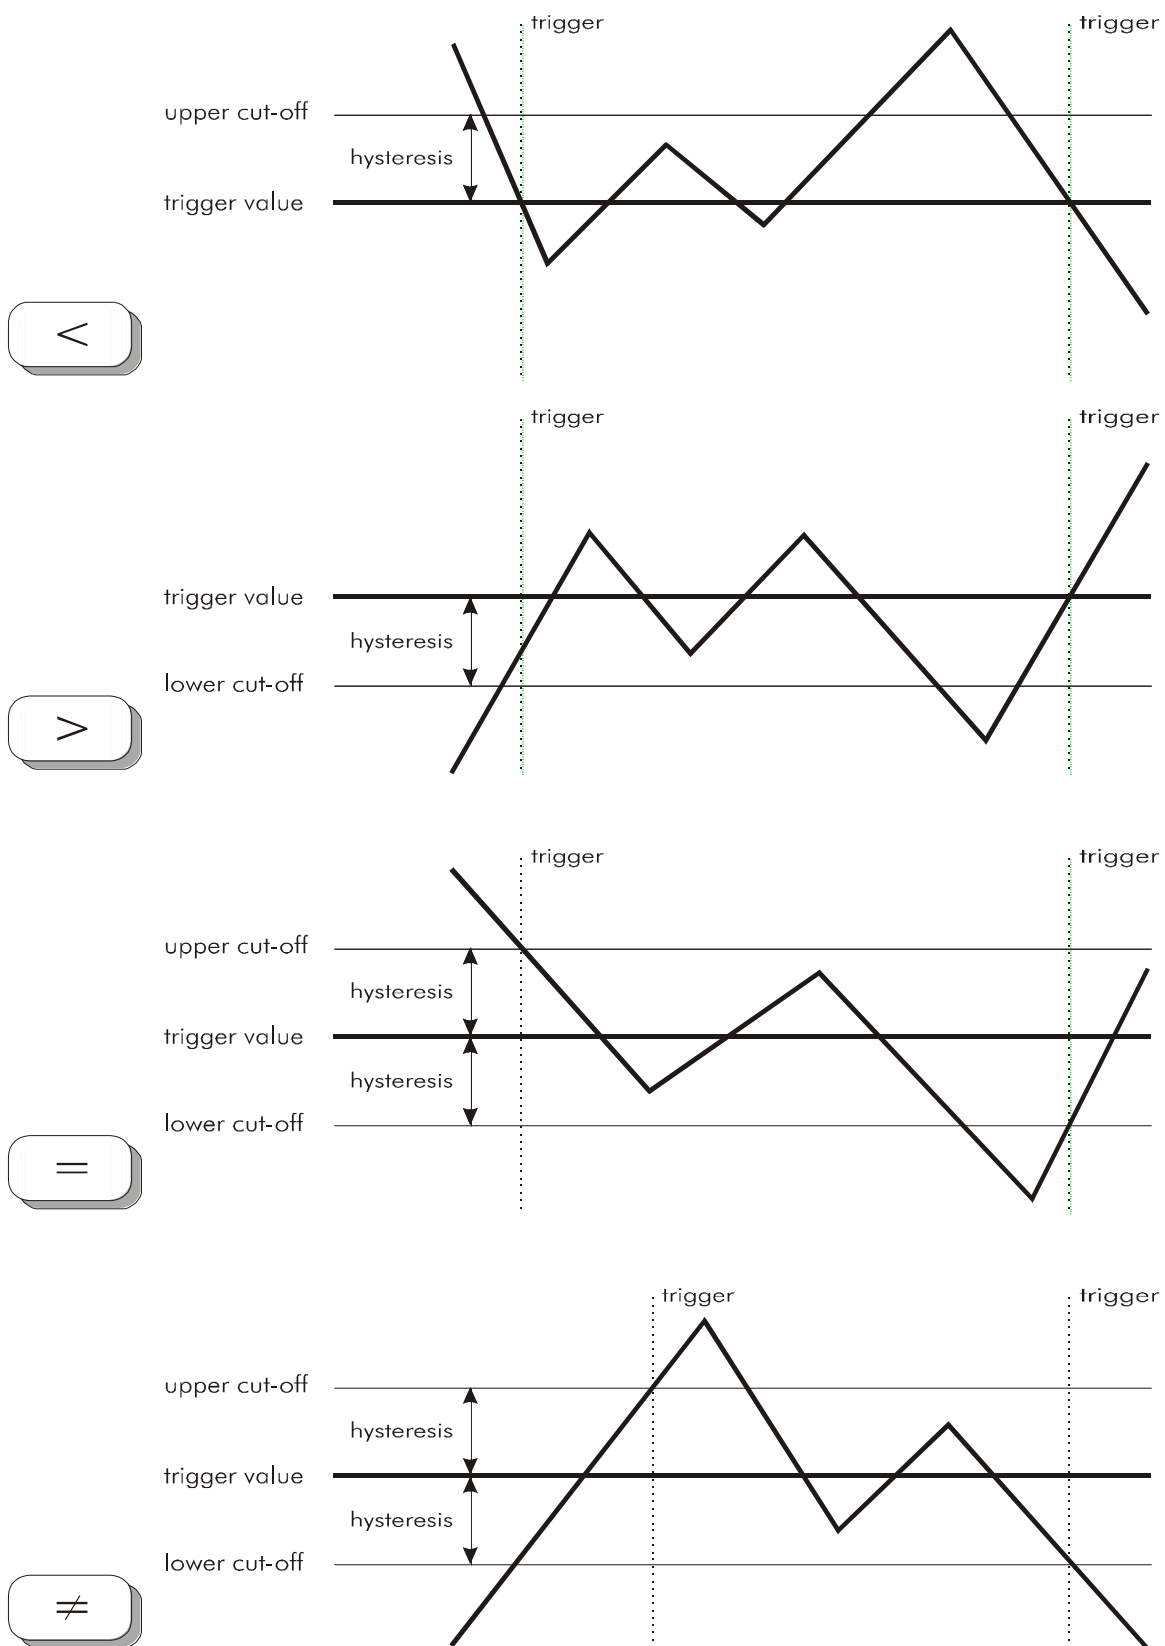 trigger trigger
upper cut-off
hysteresis
trigger value
<
trigger trigger
trigger value
hysteresis
lower cut-off
>
trigger trigger
upper cut-off
hysteresis
trigger value
hysteresis
lower cut-off
=
trigger trigger
upper cut-off
hysteresis
trigger value
hysteresis
lower cut-off
≠